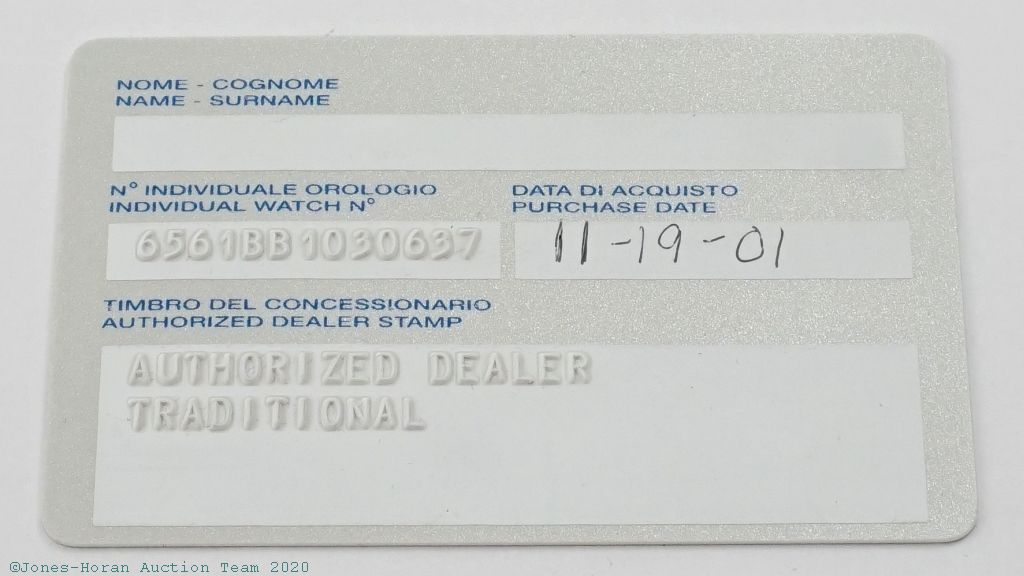 NOME - COGNOME
NAME - SURNAME
N° INDIVIDUALE OROLOGIO
INDIVIDUAL WATCH N°
6561BB1030637
DATA DI ACQUISTO
PURCHASE DATE
11-19-01
TIMBRO DEL CONCESSIONARIO
AUTHORIZED DEALER STAMP
AUTHORIZED DEALER
TRADITIONAL
©Jones-Horan Auction Team 2020